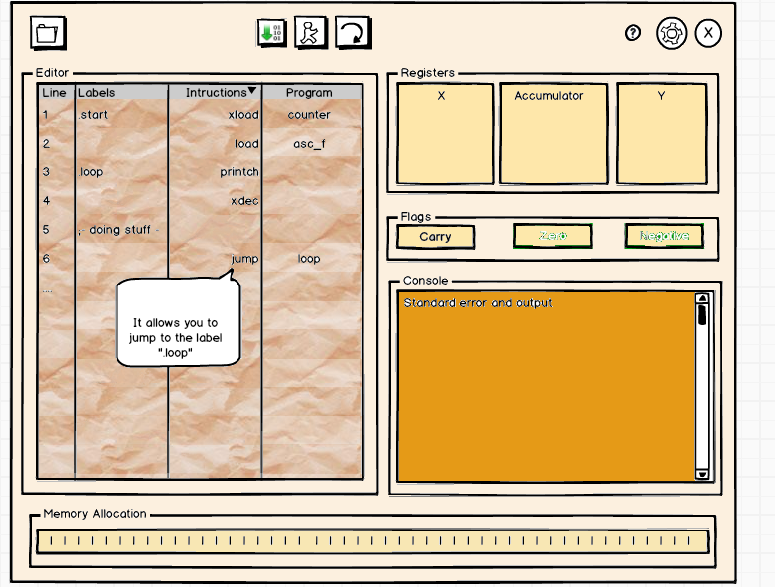 ?
X
Editor
Line Labels Intructions▼ Program
1 .start xload counter
2 load asc_f
3 .loop printch
4 xdec
5 ;- doing stuff -
6 jump loop
...
It allows you to
jump to the label
".loop"
Registers
X Accumulator Y
Flags
Carry Zero Negative
Console
Standard error and output
Memory Allocation